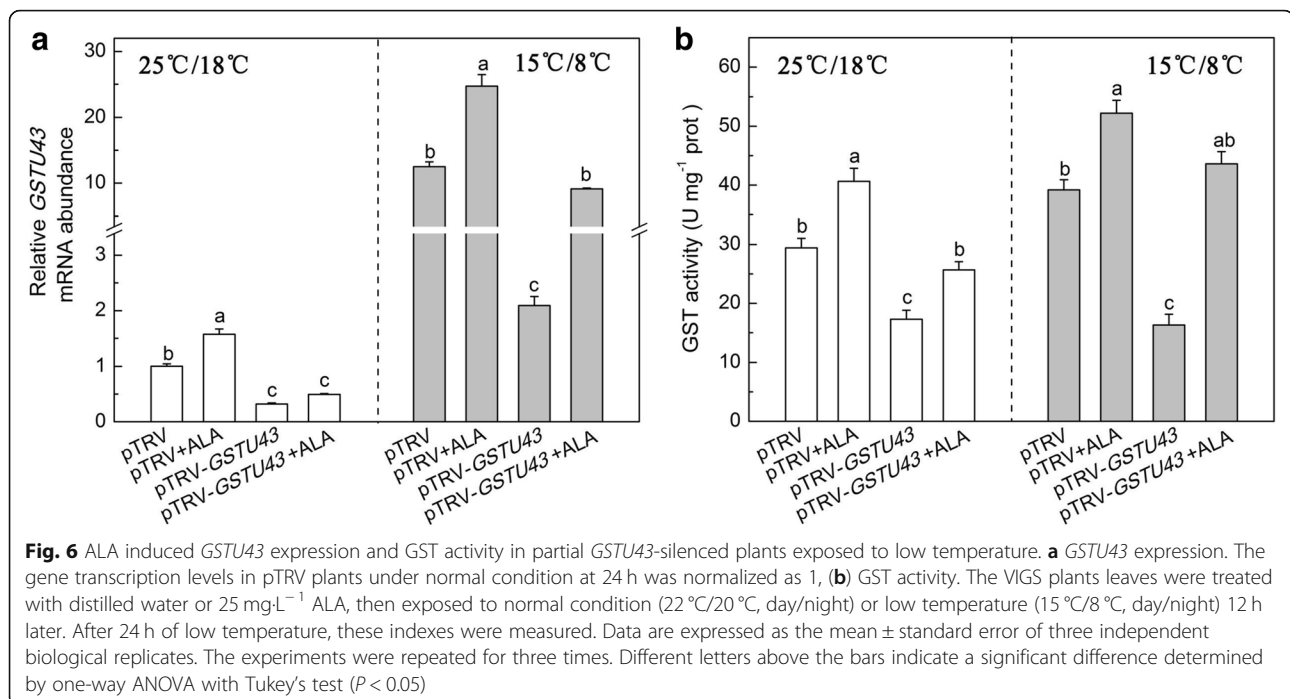 a
25℃/18℃
15℃/8℃
Relative GSTU43
mRNA abundance
30
20
10
3
2
1
0
b
a
c
c
b
a
c
b
pTRV
pTRV+ALA
pTRV-GSTU43
pTRV-GSTU43+ALA
pTRV
pTRV+ALA
pTRV-GSTU43
pTRV-GSTU43+ALA
b
25℃/18℃
15℃/8℃
GST activity (U mg⁻¹ prot )
60
50
40
30
20
10
0
b
a
c
b
b
a
c
ab
pTRV
pTRV+ALA
pTRV-GSTU43
pTRV-GSTU43+ALA
pTRV
pTRV+ALA
pTRV-GSTU43
pTRV-GSTU43+ALA
Fig. 6 ALA induced GSTU43 expression and GST activity in partial GSTU43-silenced plants exposed to low temperature. a GSTU43 expression. The
gene transcription levels in pTRV plants under normal condition at 24 h was normalized as 1, (b) GST activity. The VIGS plants leaves were treated
with distilled water or 25 mg·L⁻¹ ALA, then exposed to normal condition (22 °C/20 °C, day/night) or low temperature (15 °C/8 °C, day/night) 12 h
later. After 24 h of low temperature, these indexes were measured. Data are expressed as the mean ± standard error of three independent
biological replicates. The experiments were repeated for three times. Different letters above the bars indicate a significant difference determined
by one-way ANOVA with Tukey's test (P < 0.05)